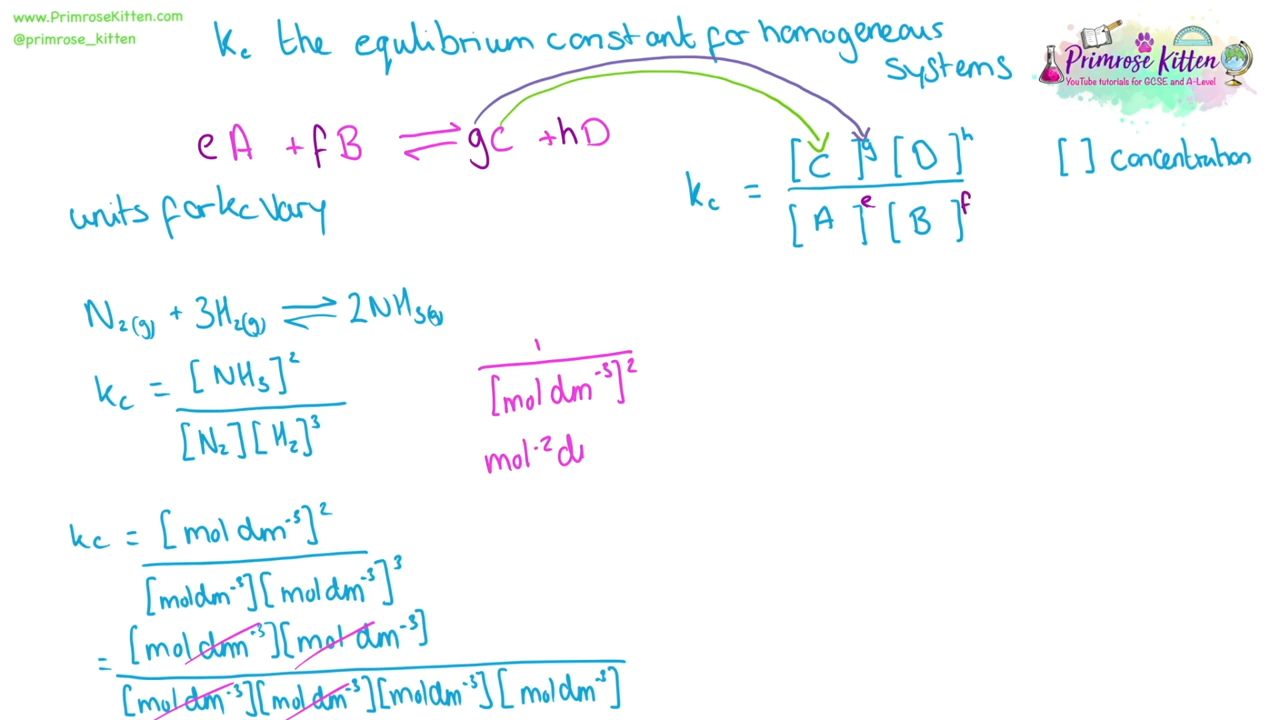 www.PrimroseKitten.com
@primrose_kitten
Kc the equlibrium constant for homogeneous
systems
Primrose Kitten
YouTube tutorials for GCSE and A-Level
eA + fB ⇌ gC + hD
kc = [C]^g [D]^h / [A]^e [B]^f
[ ] concentration
units for kc vary
N₂(g) + 3H₂(g) ⇌ 2NH₃(g)
kc = [NH₃]² / [N₂][H₂]³
1 / [mol dm⁻³]²
mol⁻² d
kc = [mol dm⁻³]² / [mol dm⁻³][mol dm⁻³]³
= [mol dm⁻³][mol dm⁻³] / [mol dm⁻³][mol dm⁻³][mol dm⁻³][mol dm⁻³]